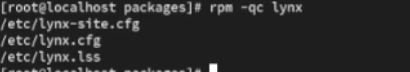 [root@localhost packages]# rpm -qc lynx
/etc/lynx-site.cfg
/etc/lynx.cfg
/etc/lynx.lss